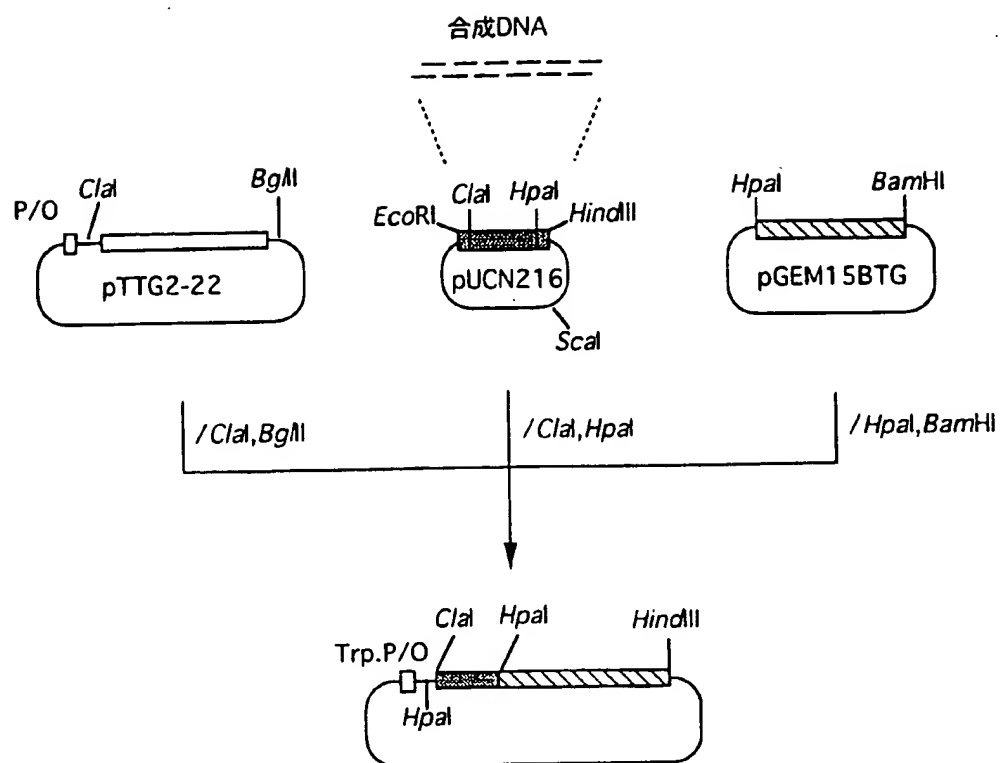 合成DNA
P/O
ClaI
BglII
pTTG2-22
EcoRI
ClaI
HpaI
HindIII
pUCN216
ScaI
HpaI
BamHI
pGEM15BTG
/ClaI,BglII
/ClaI,HpaI
/HpaI,BamHI
Trp.P/O
ClaI
HpaI
HindIII
HpaI